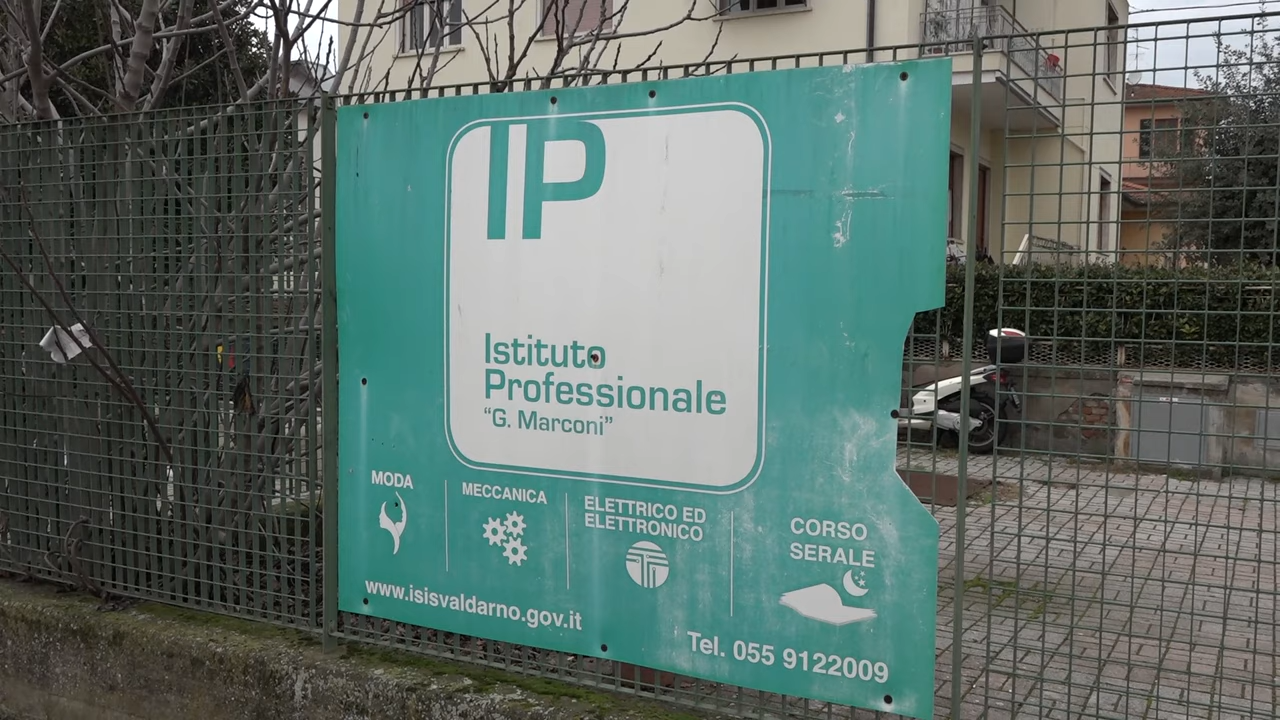 IP
Istituto
Professionale
“G. Marconi”
MODA
MECCANICA
ELETTRICO ED
ELETTRONICO
CORSO
SERALE
www.isisvaldarno.gov.it
Tel. 055 9122009